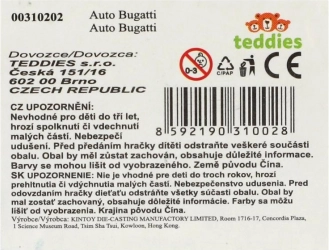 00310202 Auto Bugatti
Auto Bugatti
teddies
Dovozce/Dovozca:
TEDDIES s.r.o.
Česká 151/16
602 00 Brno
CZECH REPUBLIC
0-3
C/PAP
CE
CZ UPOZORNĚNÍ:
Nevhodné pro děti do tří let,
hrozí spolknutí či vdechnutí
malých částí. Nebezpečí
udušení. Před předáním hračky dítěti odstraňte veškeré součásti
obalu. Obal by měl zůstat zachován, obsahuje důležité informace.
Barvy se mohou lišit od vyobrazeného. Země původu Čína.
SK UPOZORNENIE: Nie je vhodné pre deti do troch rokov, hrozí
prehltnutia či vdýchnutia malých častí. Nebezpečenstvo udusenia. Pred
odovzdaním hračky dieťaťu odstráňte všetky súčasti obalu. Obal by mal
mal zostať zachovaný, obsahuje dôležité informácie. Farby sa môžu
líšiť od vyobrazeného. Krajina pôvodu Čína.
8 592190 310028
Výrobce/Výrobca: KINTOY DIE-CASTING MANUFACTORY LIMITED, Room 1716-17, Concordia Plaza,
1 Science Museum Road, Tsim Sha Tsui, Kowloon, Hong Kong.